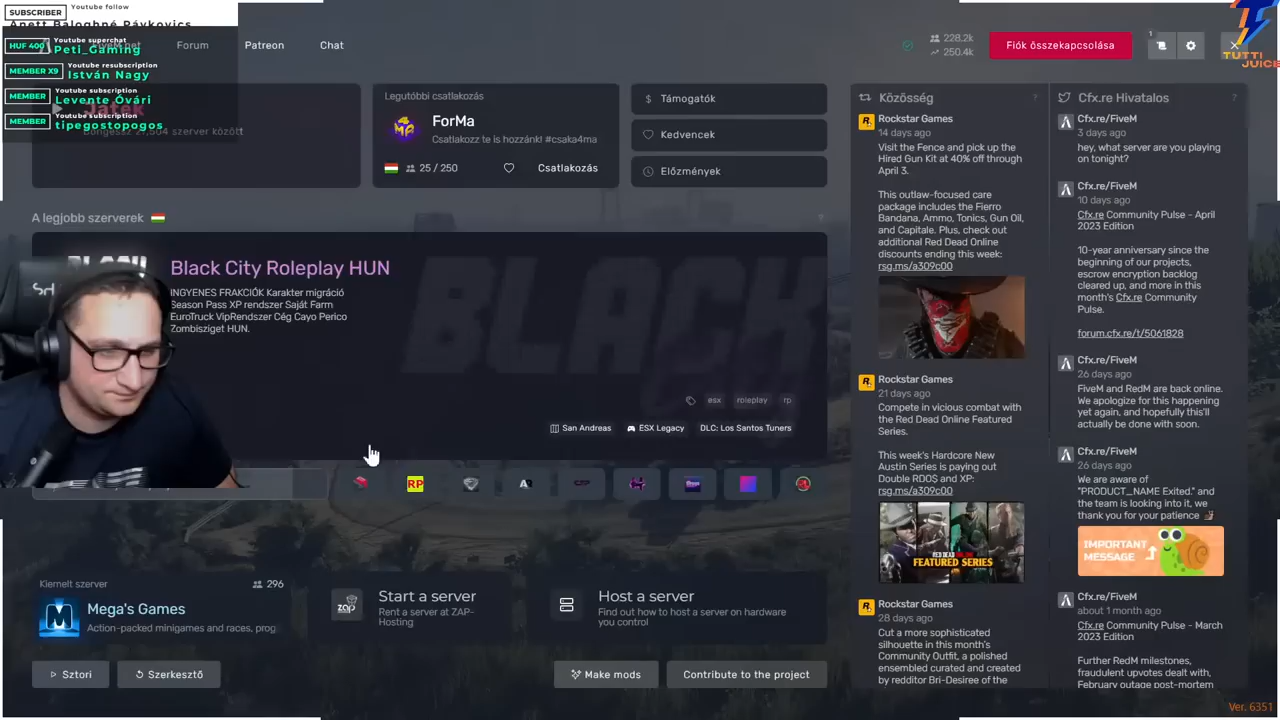 SUBSCRIBER
Youtube follow
Anett Baloghné Pávkovics
HUF 400
Youtube superchat
Peti_Gaming
MEMBER X9
Youtube resubscription
István Nagy
MEMBER
Youtube subscription
Levente Óvári
MEMBER
Youtube subscription
tipegostopogos
Forum
Patreon
Chat
228.2k
250.4k
Fiók összekapcsolása
1
TUTTI
JUICE
Játék
Böngéssz 27,504 szerver között
Legutóbbi csatlakozás
ForMa
Csatlakozz te is hozzánk! #csaka4ma
25 / 250
Csatlakozás
Támogatók
Kedvencek
Előzmények
A legjobb szerverek
Black City Roleplay HUN
INGYENES FRAKCIÓK Karakter migráció
Season Pass XP rendszer Saját Farm
EuroTruck VipRendszer Cég Cayo Perico
Zombisziget HUN.
BLACK
esx
roleplay
rp
San Andreas
ESX Legacy
DLC: Los Santos Tuners
RP
Kiemelt szerver
296
Mega's Games
Action-packed minigames and races, prog
ZAP
Start a server
Rent a server at ZAP-
Hosting
Host a server
Find out how to host a server on hardware
you control
Sztori
Szerkesztő
Make mods
Contribute to the project
Közösség
?
Rockstar Games
14 days ago
Visit the Fence and pick up the
Hired Gun Kit at 40% off through
April 3.
This outlaw-focused care
package includes the Fierro
Bandana, Ammo, Tonics, Gun Oil,
and Capitale. Plus, check out
additional Red Dead Online
discounts ending this week:
rsg.ms/a309c00
Rockstar Games
21 days ago
Compete in vicious combat with
the Red Dead Online Featured
Series.
This week's Hardcore New
Austin Series is paying out
Double RDO$ and XP:
rsg.ms/a309c00
RED DEAD ONLINE
FEATURED SERIES
Rockstar Games
28 days ago
Cut a more sophisticated
silhouette in this month's
Community Outfit, a polished
ensembled curated and created
by redditor Bri-Desiree of the
Cfx.re Hivatalos
?
Cfx.re/FiveM
3 days ago
hey, what server are you playing
on tonight?
Cfx.re/FiveM
10 days ago
Cfx.re Community Pulse - April
2023 Edition
10-year anniversary since the
beginning of our projects,
escrow encryption backlog
cleared up, and more in this
month's Cfx.re Community
Pulse.
forum.cfx.re/t/5061828
Cfx.re/FiveM
26 days ago
FiveM and RedM are back online.
We apologize for this happening
yet again, and hopefully this'll
actually be done with soon.
Cfx.re/FiveM
26 days ago
We are aware of
"PRODUCT_NAME Exited." and
the team is looking into it, we
thank you for your patience
IMPORTANT
MESSAGE
Cfx.re/FiveM
about 1 month ago
Cfx.re Community Pulse - March
2023 Edition
Further RedM milestones,
fraudulent upvotes dealt with,
February outage post-mortem
Ver. 6351